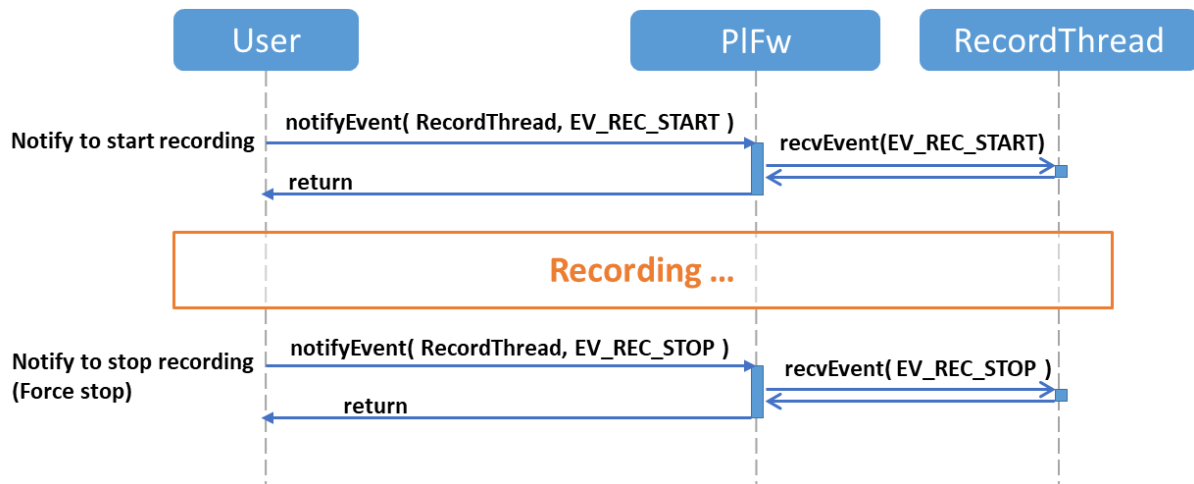 User
PlFw
RecordThread
notifyEvent( RecordThread, EV_REC_START )
Notify to start recording
recvEvent(EV_REC_START)
return
Recording ...
notifyEvent( RecordThread, EV_REC_STOP )
Notify to stop recording
(Force stop)
recvEvent( EV_REC_STOP )
return